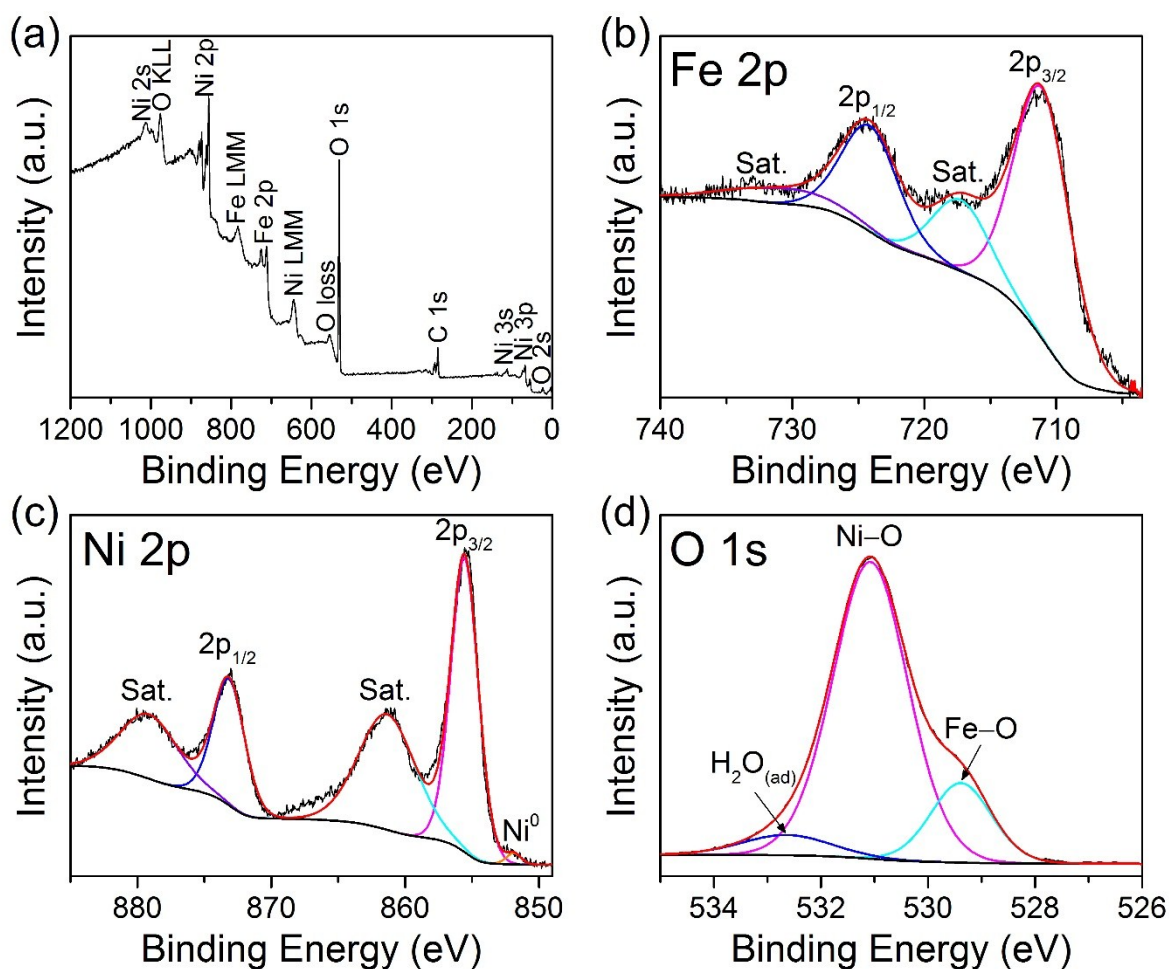 (a)
Ni 2s
O KLL
Ni 2p
Fe LMM
Fe 2p
Ni LMM
O loss
O 1s
C 1s
Ni 3s
Ni 3p
O 2s
Intensity (a.u.)
1200 1000 800 600 400 200 0
Binding Energy (eV)
(b)
Fe 2p
2p3/2
2p1/2
Sat.
Sat.
Intensity (a.u.)
740 730 720 710
Binding Energy (eV)
(c)
Ni 2p
2p3/2
2p1/2
Sat.
Sat.
Ni⁰
Intensity (a.u.)
880 870 860 850
Binding Energy (eV)
(d)
O 1s
Ni–O
Fe–O
H2O(ad)
Intensity (a.u.)
534 532 530 528 526
Binding Energy (eV)